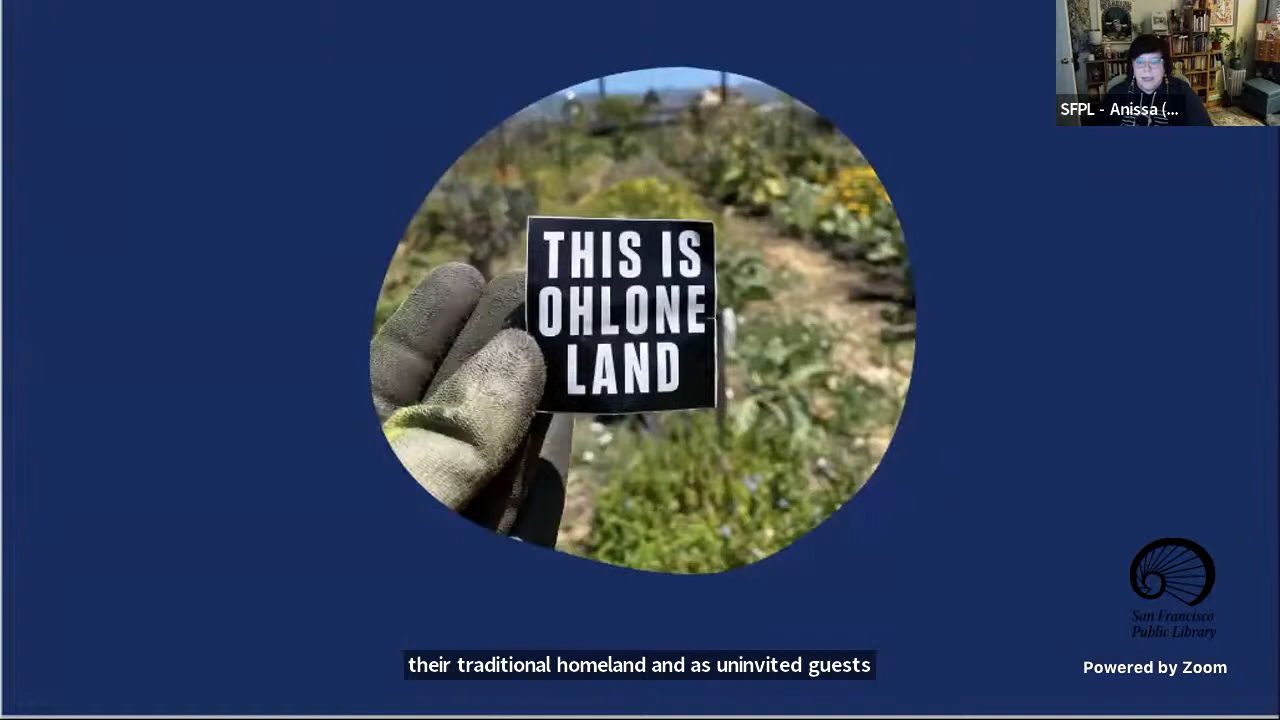 SFPL - Anissa (...
THIS IS
OHLONE
LAND
San Francisco
Public Library
their traditional homeland and as uninvited guests
Powered by Zoom